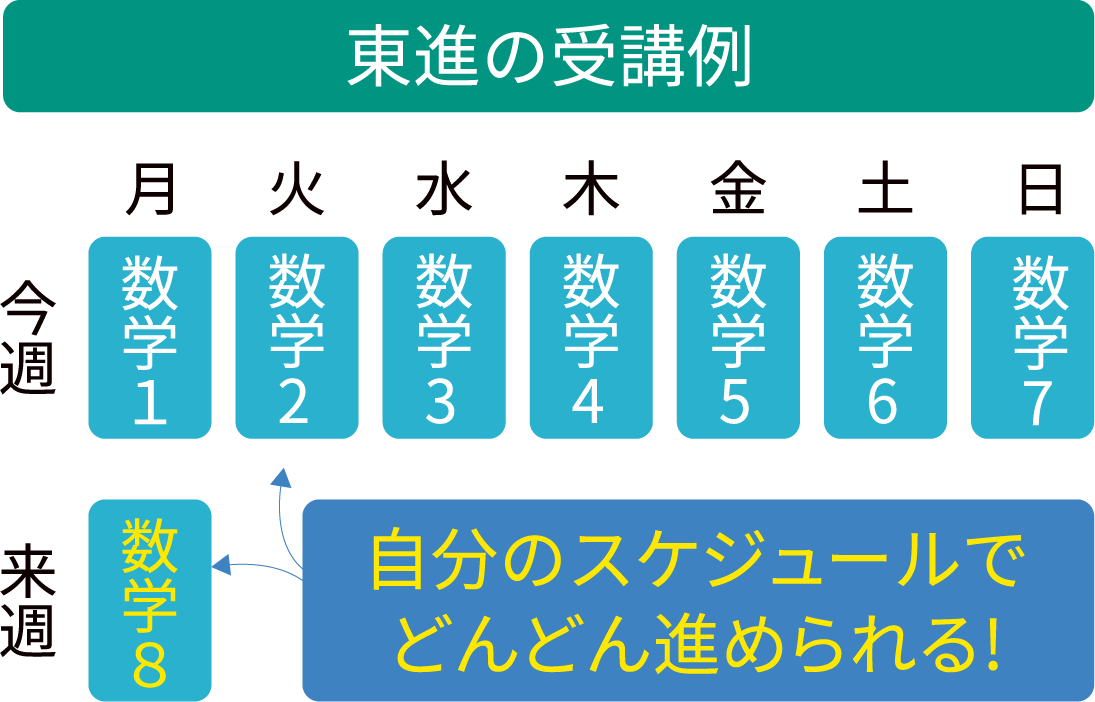 東進の受講例
月 火 水 木 金 土 日
今週
数学1
数学2
数学3
数学4
数学5
数学6
数学7
来週
数学8
自分のスケジュールで
どんどん進められる!